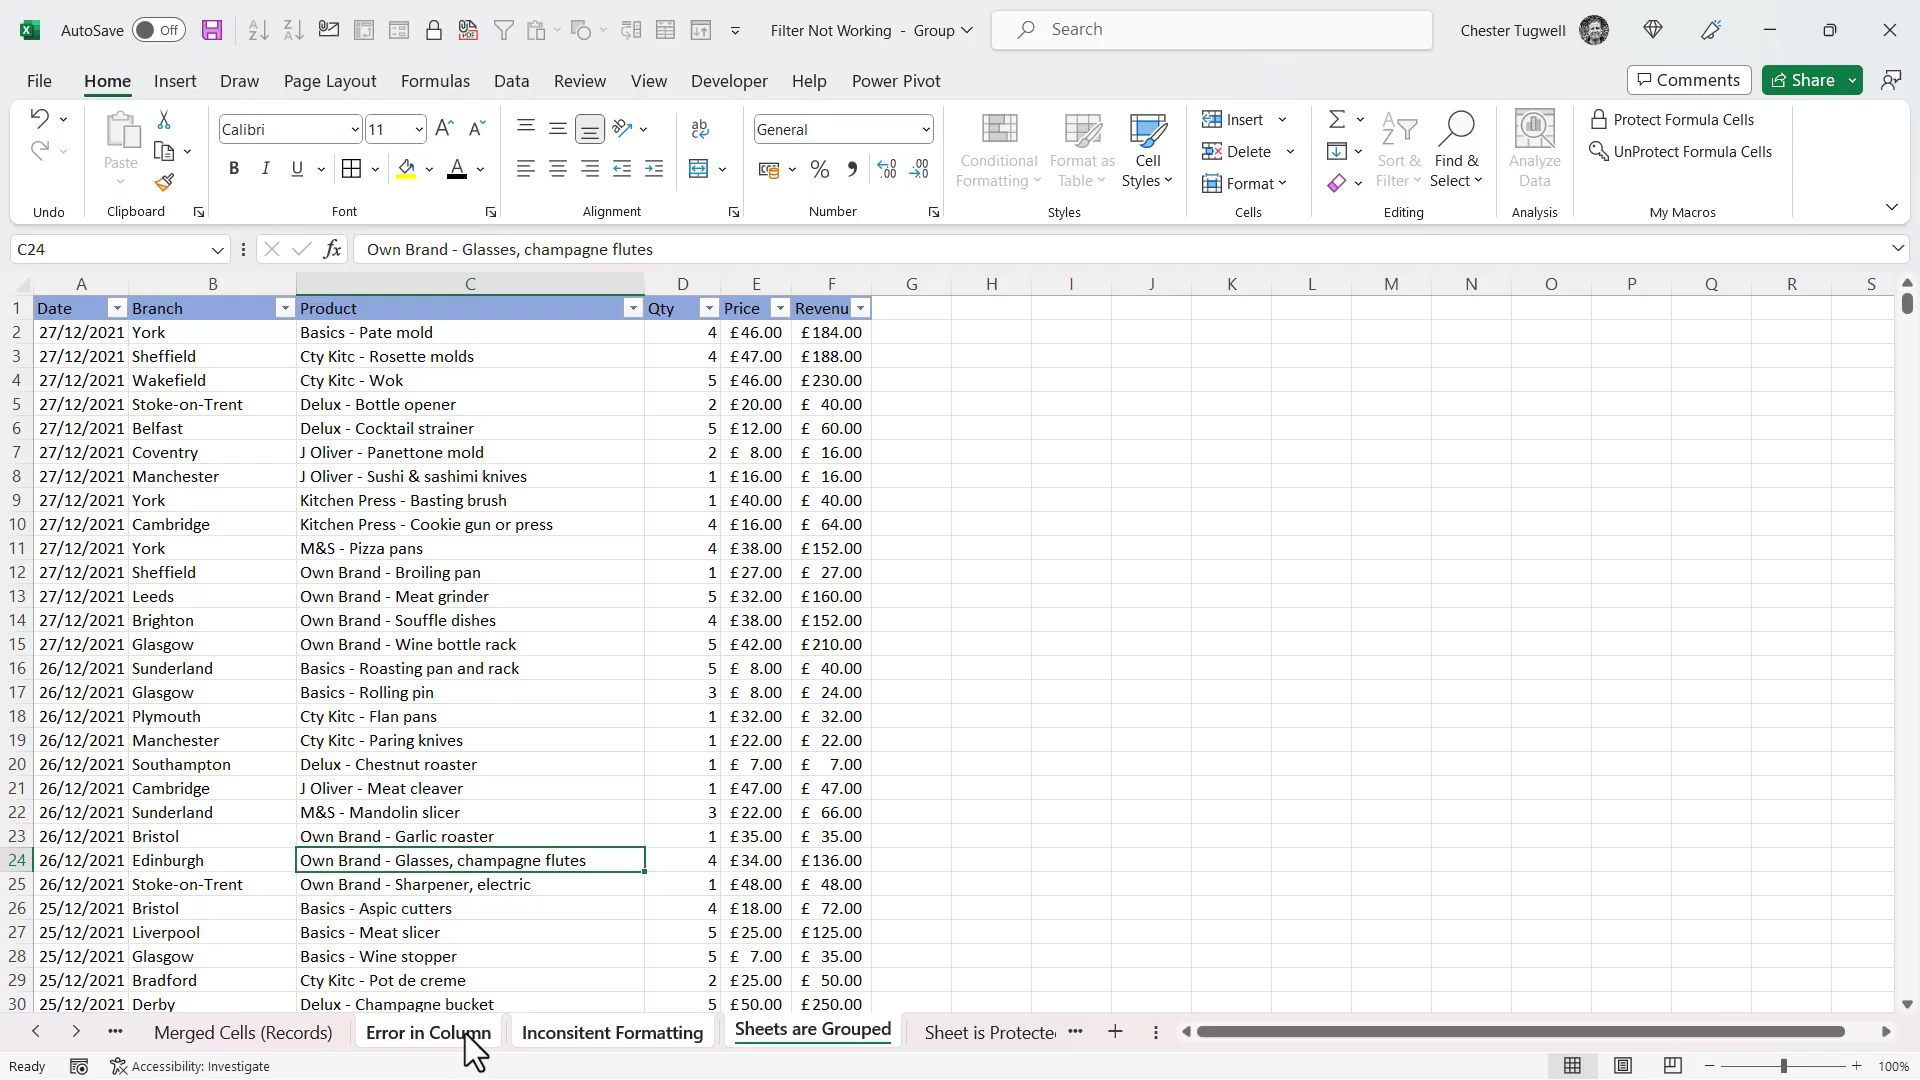 AutoSave Off Filter Not Working - Group Search Chester Tugwell
File Home Insert Draw Page Layout Formulas Data Review View Developer Help Power Pivot Comments Share
Paste Calibri 11 General Conditional Formatting Format as Table Cell Styles Insert Delete Format Sort & Filter Find & Select Analyze Data Protect Formula Cells UnProtect Formula Cells
Undo Clipboard Font Alignment Number Styles Cells Editing Analysis My Macros
C24 fx Own Brand - Glasses, champagne flutes
A B C D E F G H I J K L M N O P Q R S
1 Date Branch Product Qty Price Revenu
2 27/12/2021 York Basics - Pate mold 4 £46.00 £184.00
3 27/12/2021 Sheffield Cty Kitc - Rosette molds 4 £47.00 £188.00
4 27/12/2021 Wakefield Cty Kitc - Wok 5 £46.00 £230.00
5 27/12/2021 Stoke-on-Trent Delux - Bottle opener 2 £20.00 £ 40.00
6 27/12/2021 Belfast Delux - Cocktail strainer 5 £12.00 £ 60.00
7 27/12/2021 Coventry J Oliver - Panettone mold 2 £ 8.00 £ 16.00
8 27/12/2021 Manchester J Oliver - Sushi & sashimi knives 1 £16.00 £ 16.00
9 27/12/2021 York Kitchen Press - Basting brush 1 £40.00 £ 40.00
10 27/12/2021 Cambridge Kitchen Press - Cookie gun or press 4 £16.00 £ 64.00
11 27/12/2021 York M&S - Pizza pans 4 £38.00 £152.00
12 27/12/2021 Sheffield Own Brand - Broiling pan 1 £27.00 £ 27.00
13 27/12/2021 Leeds Own Brand - Meat grinder 5 £32.00 £160.00
14 27/12/2021 Brighton Own Brand - Souffle dishes 4 £38.00 £152.00
15 27/12/2021 Glasgow Own Brand - Wine bottle rack 5 £42.00 £210.00
16 26/12/2021 Sunderland Basics - Roasting pan and rack 5 £ 8.00 £ 40.00
17 26/12/2021 Glasgow Basics - Rolling pin 3 £ 8.00 £ 24.00
18 26/12/2021 Plymouth Cty Kitc - Flan pans 1 £32.00 £ 32.00
19 26/12/2021 Manchester Cty Kitc - Paring knives 1 £22.00 £ 22.00
20 26/12/2021 Southampton Delux - Chestnut roaster 1 £ 7.00 £ 7.00
21 26/12/2021 Cambridge J Oliver - Meat cleaver 1 £47.00 £ 47.00
22 26/12/2021 Sunderland M&S - Mandolin slicer 3 £22.00 £ 66.00
23 26/12/2021 Bristol Own Brand - Garlic roaster 1 £35.00 £ 35.00
24 26/12/2021 Edinburgh Own Brand - Glasses, champagne flutes 4 £34.00 £136.00
25 26/12/2021 Stoke-on-Trent Own Brand - Sharpener, electric 1 £48.00 £ 48.00
26 25/12/2021 Bristol Basics - Aspic cutters 4 £18.00 £ 72.00
27 25/12/2021 Liverpool Basics - Meat slicer 5 £25.00 £125.00
28 25/12/2021 Glasgow Basics - Wine stopper 5 £ 7.00 £ 35.00
29 25/12/2021 Bradford Cty Kitc - Pot de creme 2 £25.00 £ 50.00
30 25/12/2021 Derby Delux - Champagne bucket 5 £50.00 £250.00
Merged Cells (Records) Error in Column Inconsitent Formatting Sheets are Grouped Sheet is Protected
Ready Accessibility: Investigate 100%